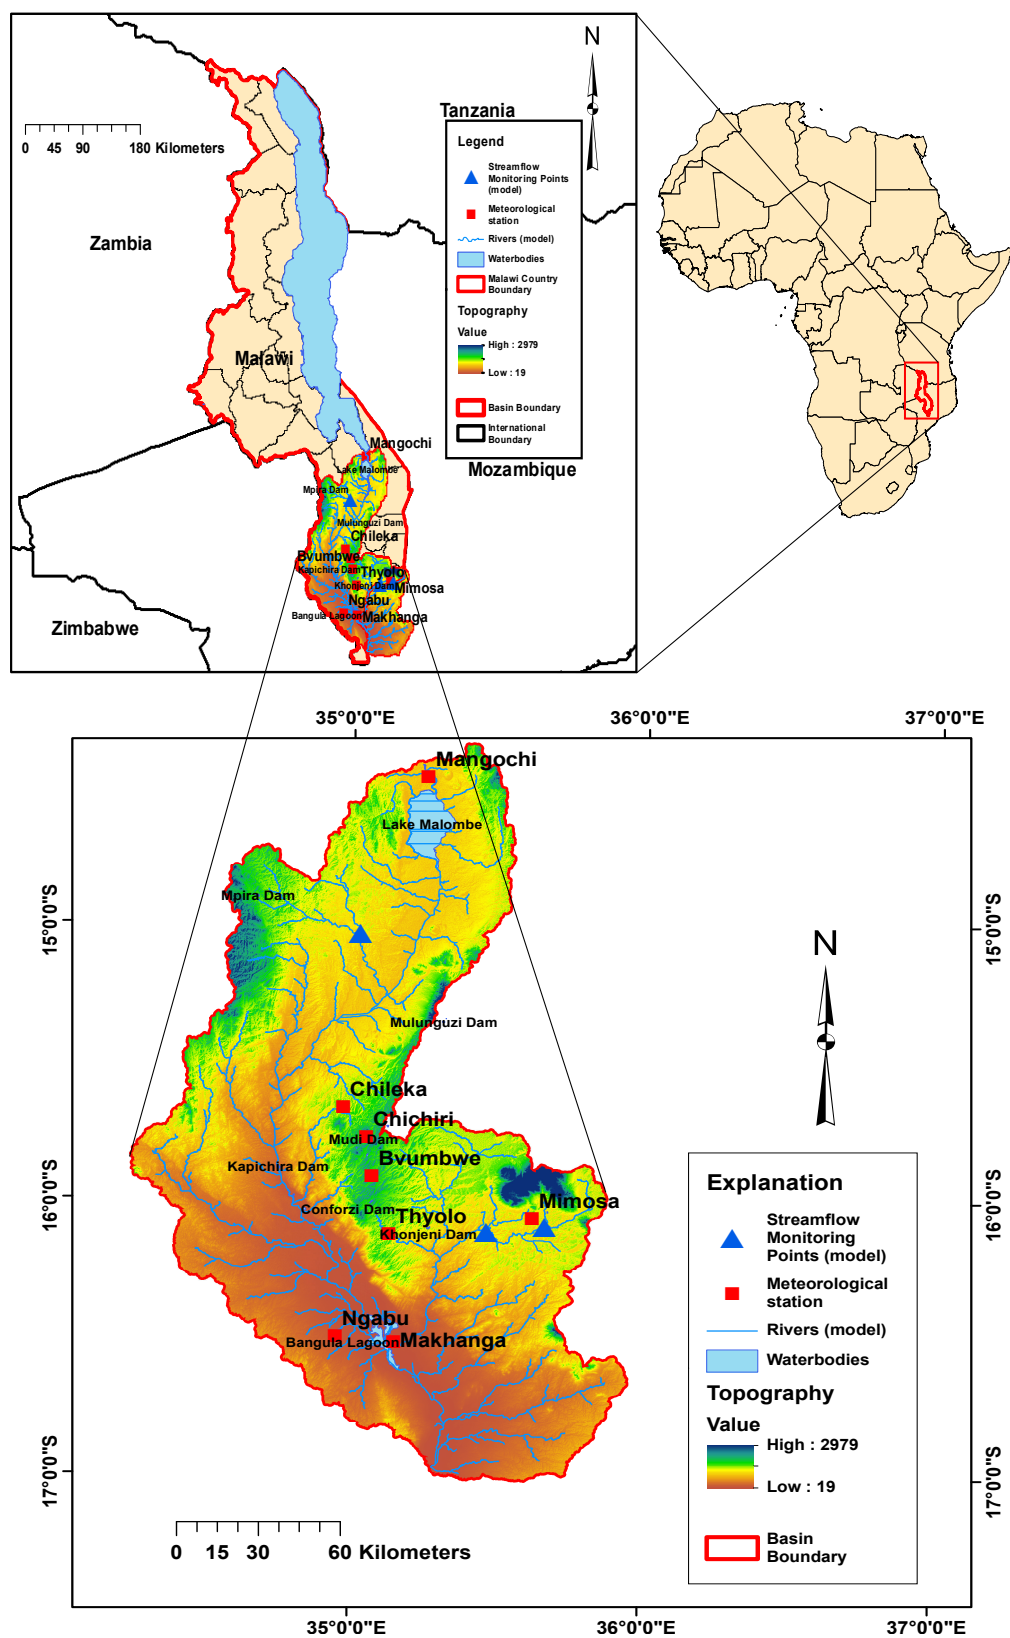 N
Tanzania
0 45 90 180 Kilometers
Legend
Streamflow
Monitoring Points
(model)
Meteorological
station
Rivers (model)
Waterbodies
Malawi Country
Boundary
Topography
Value
High : 2979
Low : 19
Basin Boundary
International
Boundary
Zambia
Malawi
Mangochi
Lake Malombe
Mozambique
Mpira Dam
Mulunguzi Dam
Chileka
Bvumbwe
Kapichira Dam
Thyolo
Khonjeni Dam
Mimosa
Ngabu
Bangula Lagoon
Makhanga
Zimbabwe
35°0'0"E
36°0'0"E
37°0'0"E
Mangochi
Lake Malombe
Mpira Dam
15°0'0"S
15°0'0"S
N
Mulunguzi Dam
Chileka
Chichiri
Mudi Dam
Bvumbwe
Kapichira Dam
16°0'0"S
16°0'0"S
Mimosa
Conforzi Dam
Thyolo
Khonjeni Dam
Ngabu
Bangula Lagoon
Makhanga
17°0'0"S
17°0'0"S
Explanation
Streamflow
Monitoring
Points (model)
Meteorological
station
Rivers (model)
Waterbodies
Topography
Value
High : 2979
Low : 19
Basin
Boundary
0 15 30 60 Kilometers
35°0'0"E
36°0'0"E
37°0'0"E